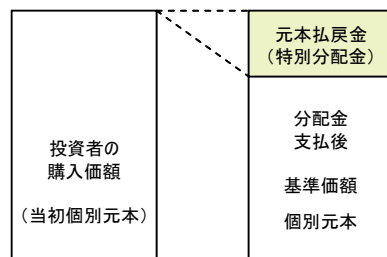 投資者の
購入価額
（当初個別元本）
元本払戻金
（特別分配金）
分配金
支払後
基準価額
個別元本